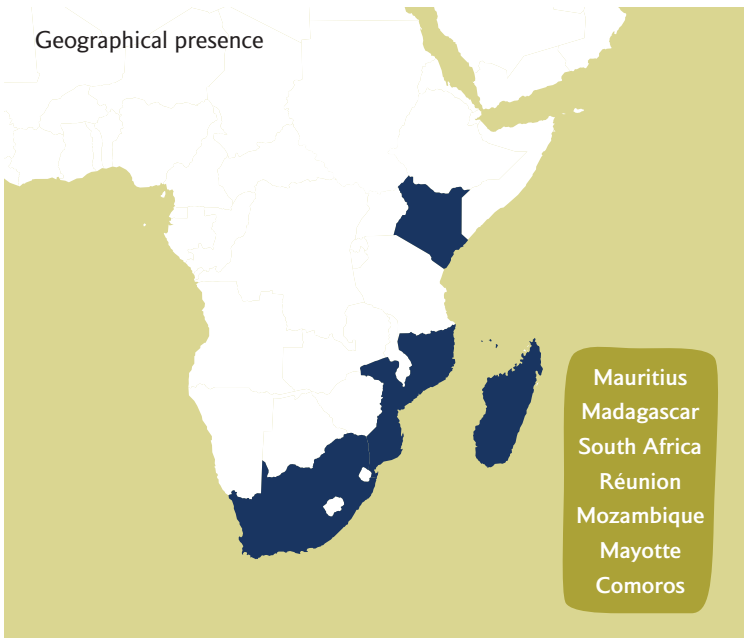 Geographical presence
Mauritius
Madagascar
South Africa
Réunion
Mozambique
Mayotte
Comoros